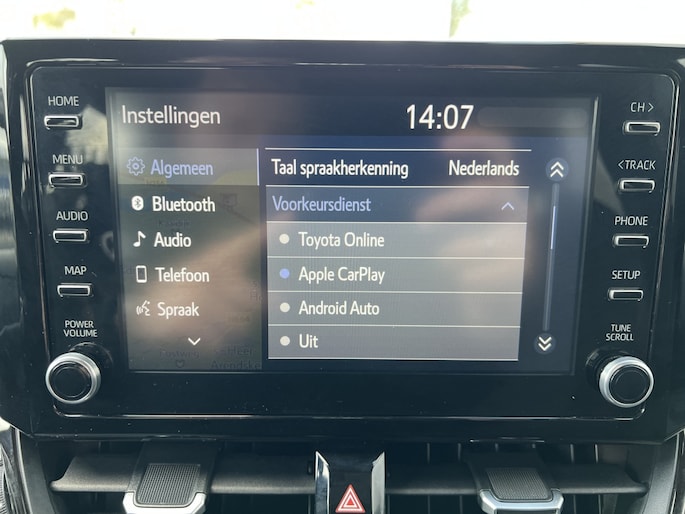 Instellingen
14:07
Algemeen
Bluetooth
Audio
Telefoon
Spraak
Taal spraakherkenning Nederlands
Voorkeursdienst
Toyota Online
Apple CarPlay
Android Auto
Uit
HOME
MENU
AUDIO
MAP
POWER
VOLUME
CH >
< TRACK
PHONE
SETUP
TUNE
SCROLL